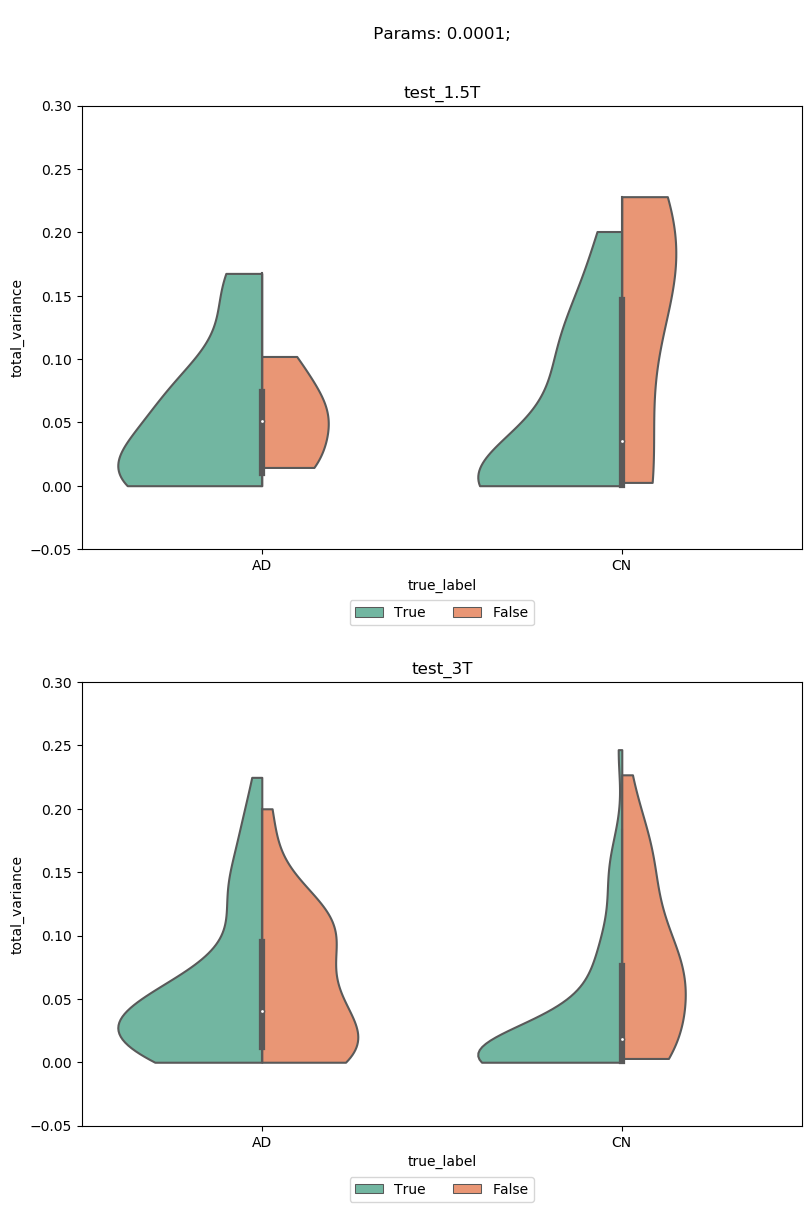 Params: 0.0001;
test_1.5T
0.30
0.25
0.20
0.15
0.10
0.05
0.00
−0.05
total_variance
AD CN
true_label
True False
test_3T
0.30
0.25
0.20
0.15
0.10
0.05
0.00
−0.05
total_variance
AD CN
true_label
True False